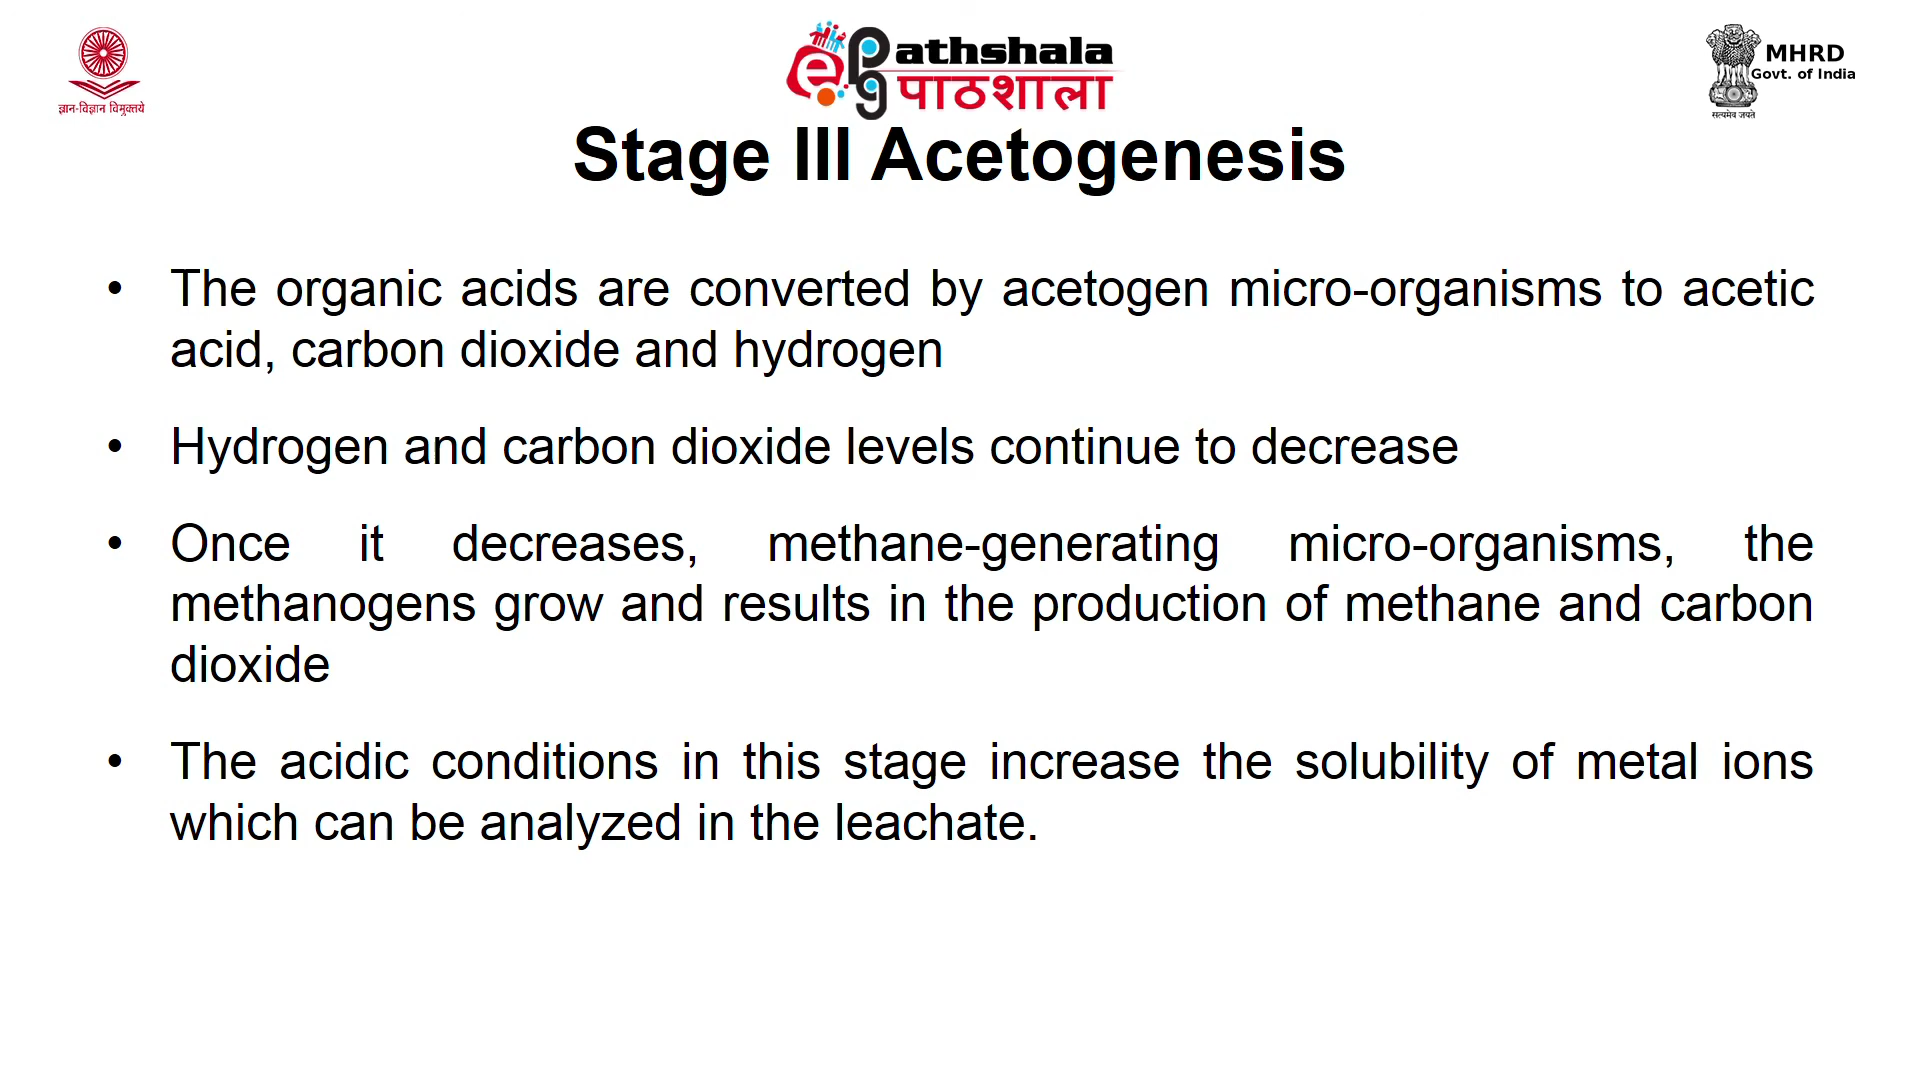 ज्ञान-विज्ञान विमुक्तये
ePathshala
पाठशाला
MHRD
Govt. of India
सत्यमेव जयते
Stage III Acetogenesis
• The organic acids are converted by acetogen micro-organisms to acetic
acid, carbon dioxide and hydrogen
• Hydrogen and carbon dioxide levels continue to decrease
• Once it decreases, methane-generating micro-organisms, the
methanogens grow and results in the production of methane and carbon
dioxide
• The acidic conditions in this stage increase the solubility of metal ions
which can be analyzed in the leachate.